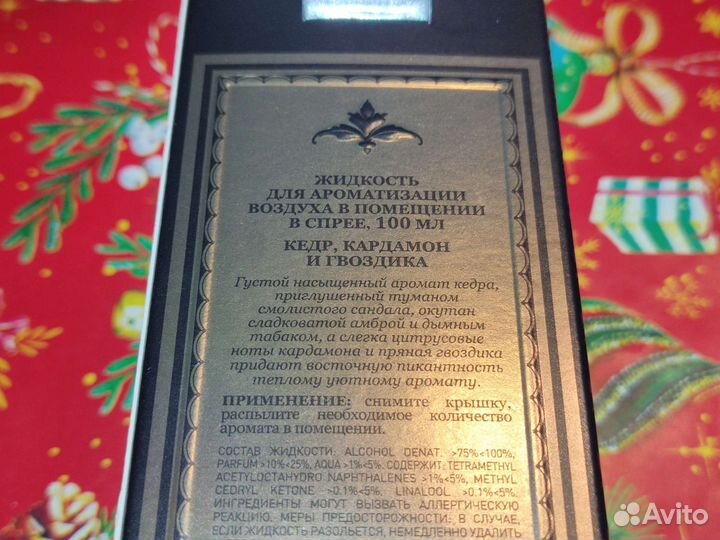 ЖИДКОСТЬ
ДЛЯ АРОМАТИЗАЦИИ
ВОЗДУХА В ПОМЕЩЕНИИ
В СПРЕЕ, 100 МЛ
КЕДР, КАРДАМОН
И ГВОЗДИКА
Густой насыщенный аромат кедра,
приглушенный туманом
смолистого сандала, окутан
сладковатой амброй и дымным
табаком, а слегка цитрусовые
ноты кардамона и пряная гвоздика
придают восточную пикантность
теплому уютному аромату.
ПРИМЕНЕНИЕ: снимите крышку,
распылите необходимое количество
аромата в помещении.
СОСТАВ ЖИДКОСТИ: ALCOHOL DENAT. >75%<100%,
PARFUM >10%<25%, AQUA >1%<5%. СОДЕРЖИТ: TETRAMETHYL
ACETYLOCTAHYDRO NAPHTHALENES >1%<5%, METHYL
CEDRYL KETONE >0.1%<5%, LINALOOL >0.1%<5%.
ИНГРЕДИЕНТЫ МОГУТ ВЫЗВАТЬ АЛЛЕРГИЧЕСКУЮ
РЕАКЦИЮ. МЕРЫ ПРЕДОСТОРОЖНОСТИ: В СЛУЧАЕ,
ЕСЛИ ЖИДКОСТЬ РАЗОЛЬЕТСЯ, НЕМЕДЛЕННО УДАЛИТЬ
Avito